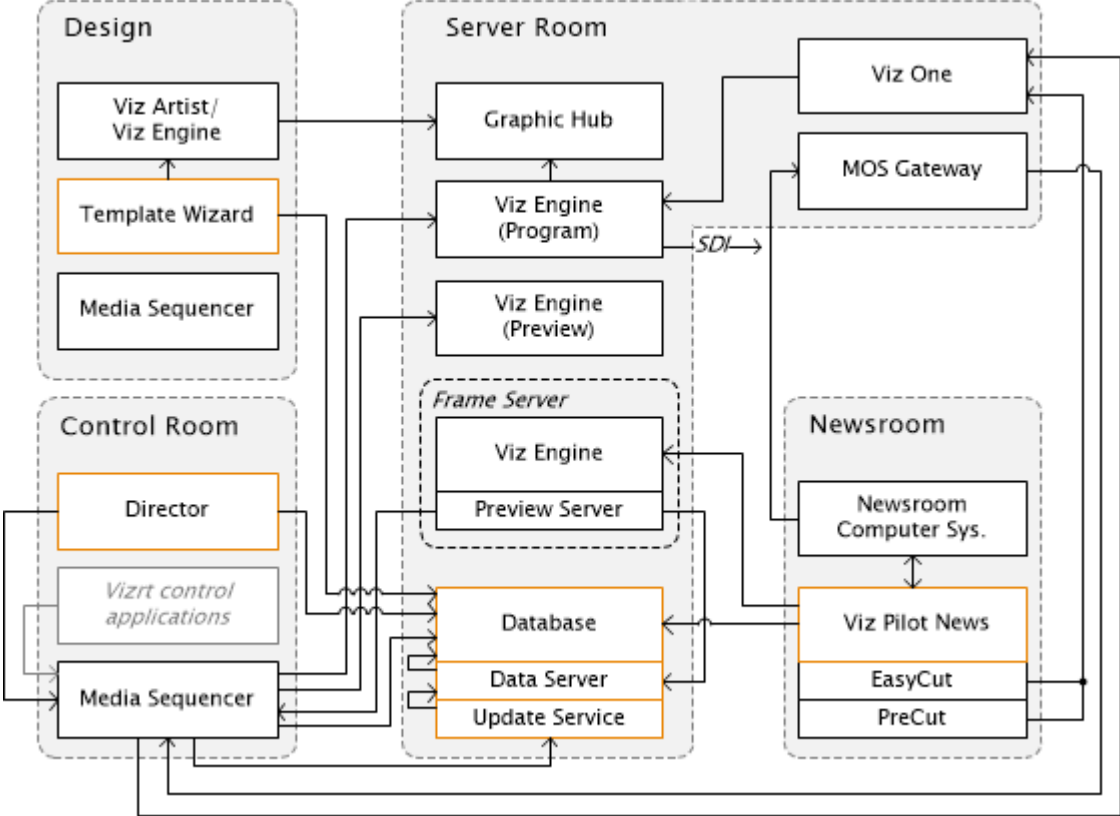 Design
Viz Artist/
Viz Engine
Template Wizard
Media Sequencer
Server Room
Graphic Hub
Viz Engine
(Program)
SDI
Viz Engine
(Preview)
Frame Server
Viz Engine
Preview Server
Database
Data Server
Update Service
Viz One
MOS Gateway
Control Room
Director
Vizrt control
applications
Media Sequencer
Newsroom
Newsroom
Computer Sys.
Viz Pilot News
EasyCut
PreCut